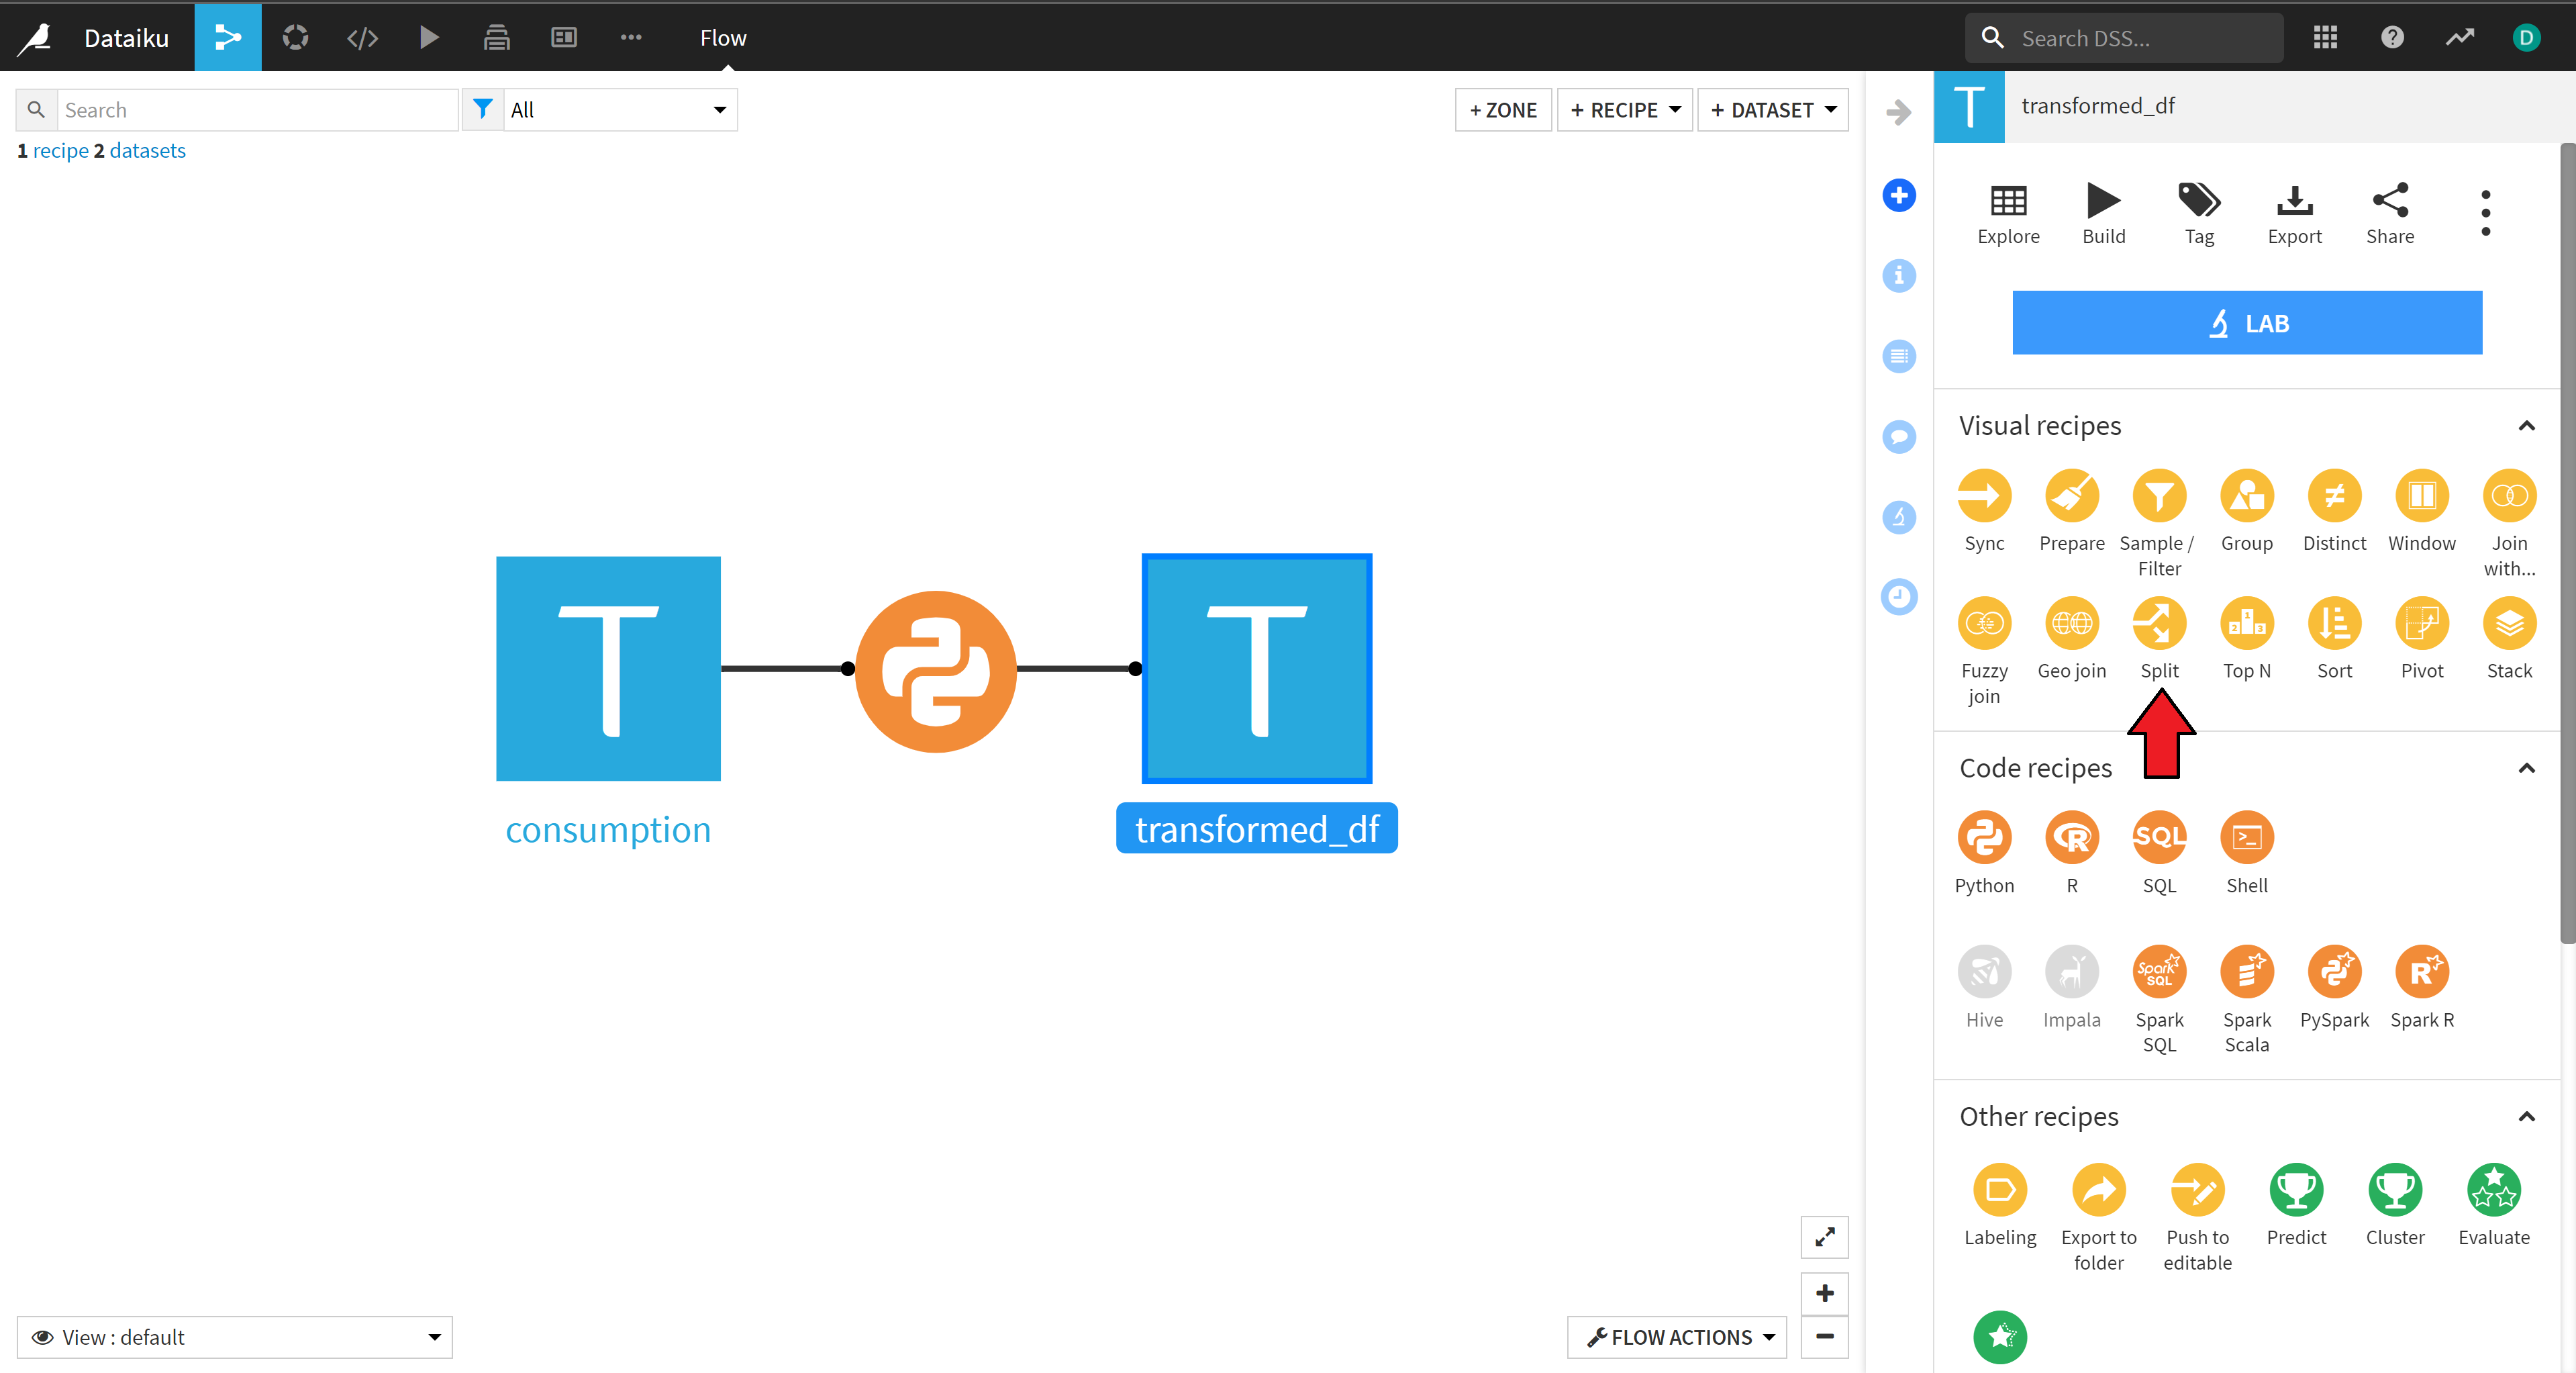 Dataiku
Flow
Search DSS...
D
Search
All
+ ZONE
+ RECIPE
+ DATASET
1 recipe 2 datasets
consumption
transformed_df
View : default
FLOW ACTIONS
transformed_df
Explore
Build
Tag
Export
Share
LAB
Visual recipes
Sync
Prepare
Sample /
Filter
Group
Distinct
Window
Join
with...
Fuzzy
join
Geo join
Split
Top N
Sort
Pivot
Stack
Code recipes
Python
R
SQL
SQL
Shell
Hive
Impala
Spark
SQL
Spark
SQL
Spark
Scala
PySpark
R
Spark R
Other recipes
Labeling
Export to
folder
Push to
editable
Predict
Cluster
Evaluate